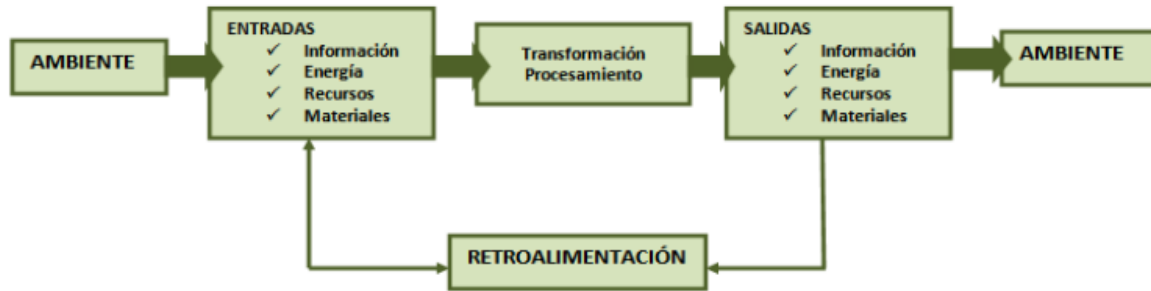 AMBIENTE
ENTRADAS
✓ Información
✓ Energía
✓ Recursos
✓ Materiales
Transformación
Procesamiento
SALIDAS
✓ Información
✓ Energía
✓ Recursos
✓ Materiales
AMBIENTE
RETROALIMENTACIÓN